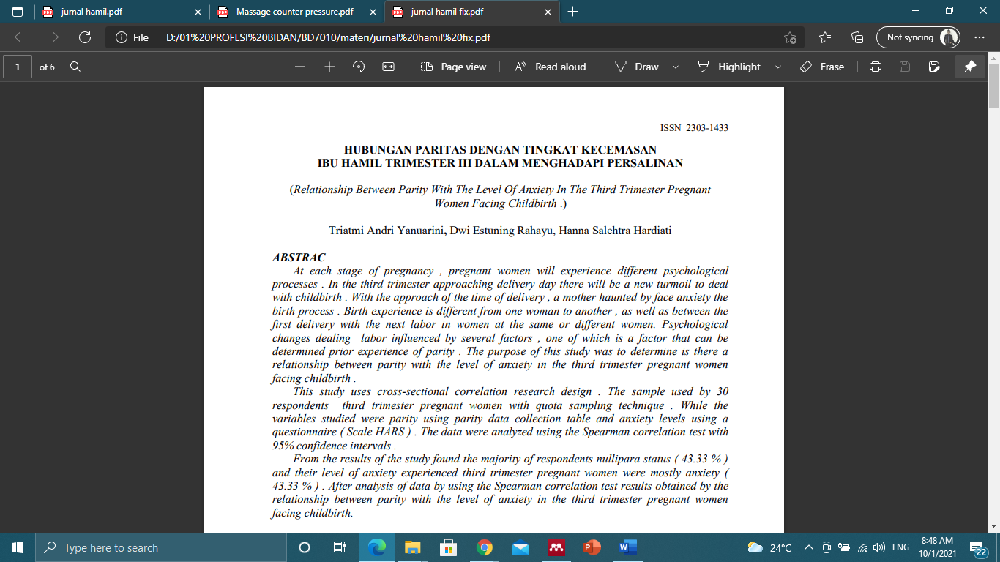 jurnal hamil.pdf
Massage counter pressure.pdf
jurnal hamil fix.pdf
File
D:/01%20PROFESI%20BIDAN/BD7010/materi/jurnal%20hamil%20fix.pdf
Not syncing
1 of 6
Page view
Read aloud
Draw
Highlight
Erase
ISSN 2303-1433
HUBUNGAN PARITAS DENGAN TINGKAT KECEMASAN
IBU HAMIL TRIMESTER III DALAM MENGHADAPI PERSALINAN
(Relationship Between Parity With The Level Of Anxiety In The Third Trimester Pregnant
Women Facing Childbirth .)
Triatmi Andri Yanuarini, Dwi Estuning Rahayu, Hanna Salehtra Hardiati
ABSTRAC
At each stage of pregnancy , pregnant women will experience different psychological
processes . In the third trimester approaching delivery day there will be a new turmoil to deal
with childbirth . With the approach of the time of delivery , a mother haunted by face anxiety the
birth process . Birth experience is different from one woman to another , as well as between the
first delivery with the next labor in women at the same or different women. Psychological
changes dealing labor influenced by several factors , one of which is a factor that can be
determined prior experience of parity . The purpose of this study was to determine is there a
relationship between parity with the level of anxiety in the third trimester pregnant women
facing childbirth .
This study uses cross-sectional correlation research design . The sample used by 30
respondents third trimester pregnant women with quota sampling technique . While the
variables studied were parity using parity data collection table and anxiety levels using a
questionnaire ( Scale HARS ) . The data were analyzed using the Spearman correlation test with
95% confidence intervals .
From the results of the study found the majority of respondents nullipara status ( 43.33 % )
and their level of anxiety experienced third trimester pregnant women were mostly anxiety (
43.33 % ) . After analysis of data by using the Spearman correlation test results obtained by the
relationship between parity with the level of anxiety in the third trimester pregnant women
facing childbirth.
Type here to search
24°C
ENG
8:48 AM
10/1/2021
22